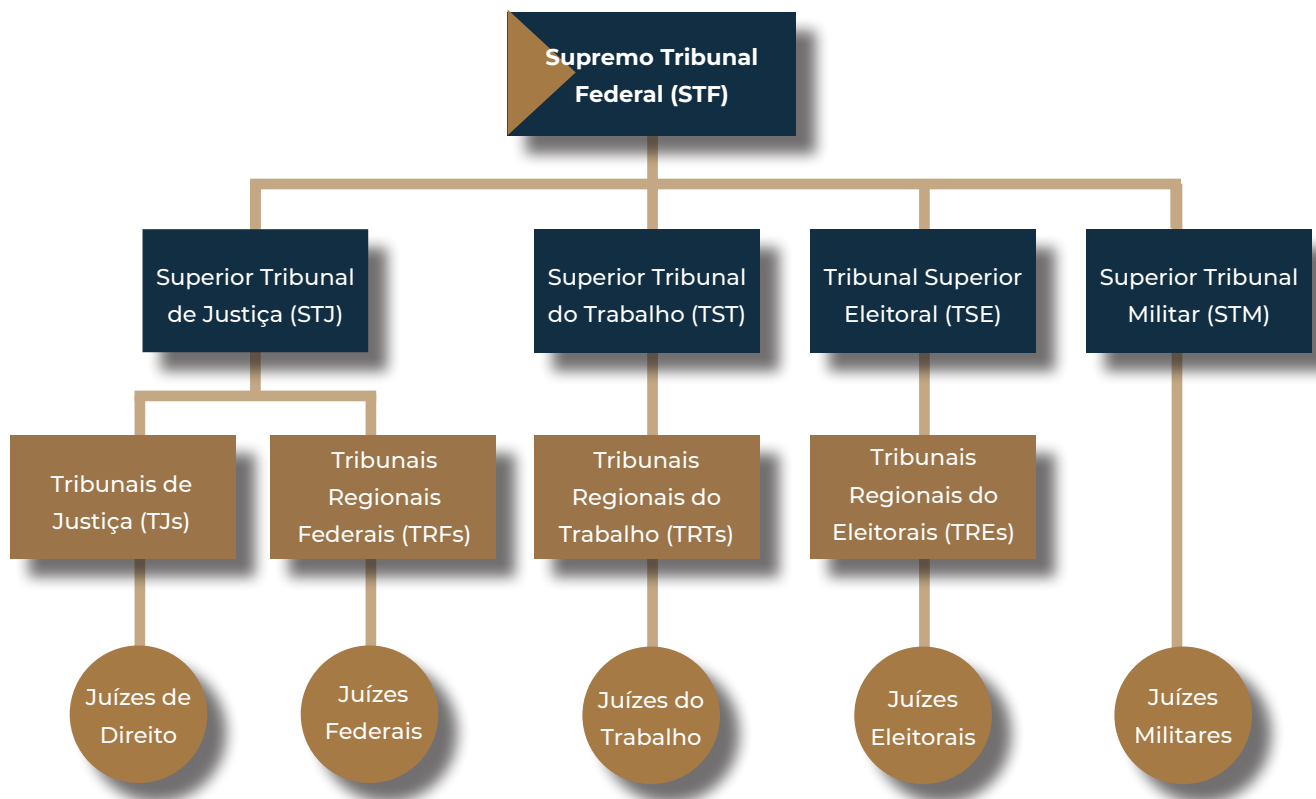 Supremo Tribunal
Federal (STF)
Superior Tribunal
de Justiça (STJ)
Superior Tribunal
do Trabalho (TST)
Tribunal Superior
Eleitoral (TSE)
Superior Tribunal
Militar (STM)
Tribunais de
Justiça (TJs)
Tribunais
Regionais
Federais (TRFs)
Tribunais
Regionais do
Trabalho (TRTs)
Tribunais
Regionais do
Eleitorais (TREs)
Juízes de
Direito
Juízes
Federais
Juízes do
Trabalho
Juízes
Eleitorais
Juízes
Militares